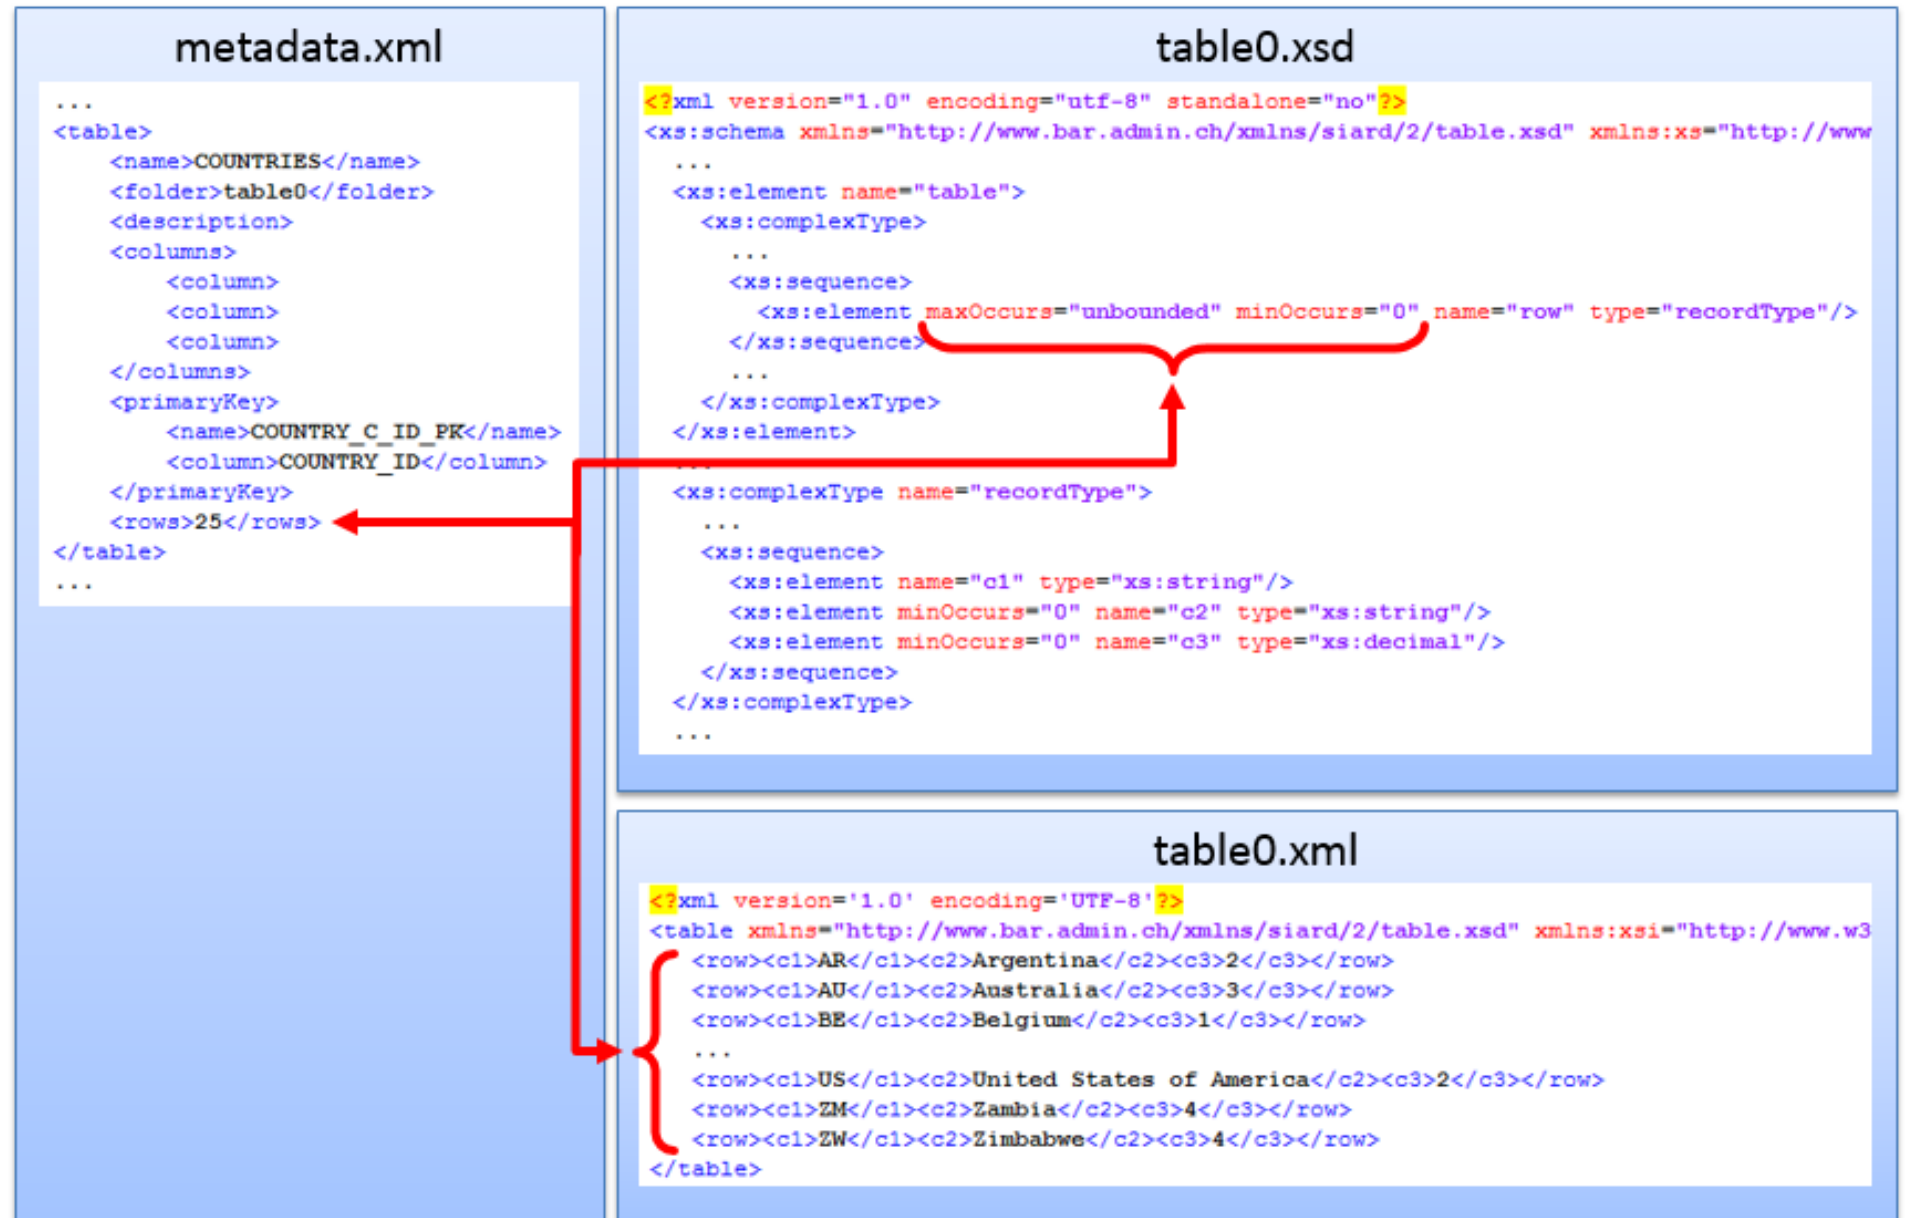 metadata.xml
...
<table>
<name>COUNTRIES</name>
<folder>table0</folder>
<description>
<columns>
<column>
<column>
<column>
</columns>
<primaryKey>
<name>COUNTRY_C_ID_PK</name>
<column>COUNTRY_ID</column>
</primaryKey>
<rows>25</rows>
</table>
...
table0.xsd
<?xml version="1.0" encoding="utf-8" standalone="no"?>
<xs:schema xmlns="http://www.bar.admin.ch/xmlns/siard/2/table.xsd" xmlns:xs="http://www
...
<xs:element name="table">
<xs:complexType>
...
<xs:sequence>
<xs:element maxOccurs="unbounded" minOccurs="0" name="row" type="recordType"/>
</xs:sequence>
...
</xs:complexType>
</xs:element>
...
<xs:complexType name="recordType">
...
<xs:sequence>
<xs:element name="c1" type="xs:string"/>
<xs:element minOccurs="0" name="c2" type="xs:string"/>
<xs:element minOccurs="0" name="c3" type="xs:decimal"/>
</xs:sequence>
</xs:complexType>
...
table0.xml
<?xml version='1.0' encoding='UTF-8'?>
<table xmlns="http://www.bar.admin.ch/xmlns/siard/2/table.xsd" xmlns:xsi="http://www.w3
<row><c1>AR</c1><c2>Argentina</c2><c3>2</c3></row>
<row><c1>AU</c1><c2>Australia</c2><c3>3</c3></row>
<row><c1>BE</c1><c2>Belgium</c2><c3>1</c3></row>
...
<row><c1>US</c1><c2>United States of America</c2><c3>2</c3></row>
<row><c1>ZM</c1><c2>Zambia</c2><c3>4</c3></row>
<row><c1>ZW</c1><c2>Zimbabwe</c2><c3>4</c3></row>
</table>